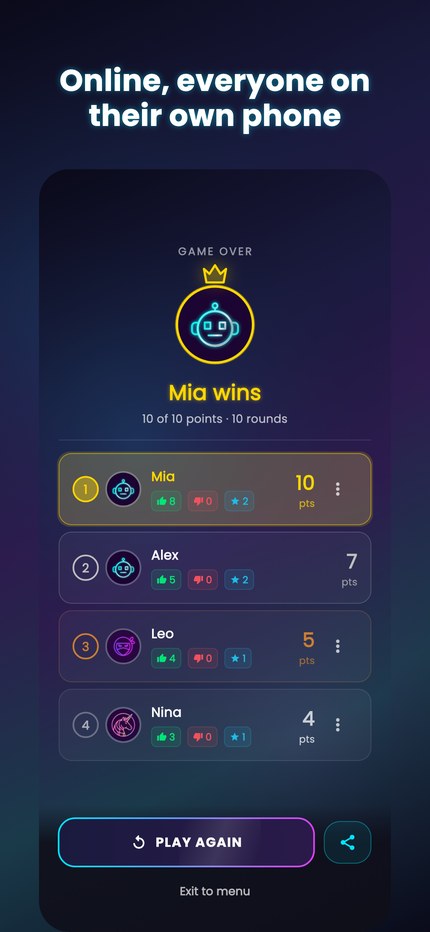 Online, everyone on
their own phone
GAME OVER
Mia wins
10 of 10 points · 10 rounds
1
Mia
8
0
2
10
pts
2
Alex
5
0
2
7
pts
3
Leo
4
0
1
5
pts
4
Nina
3
0
1
4
pts
PLAY AGAIN
Exit to menu